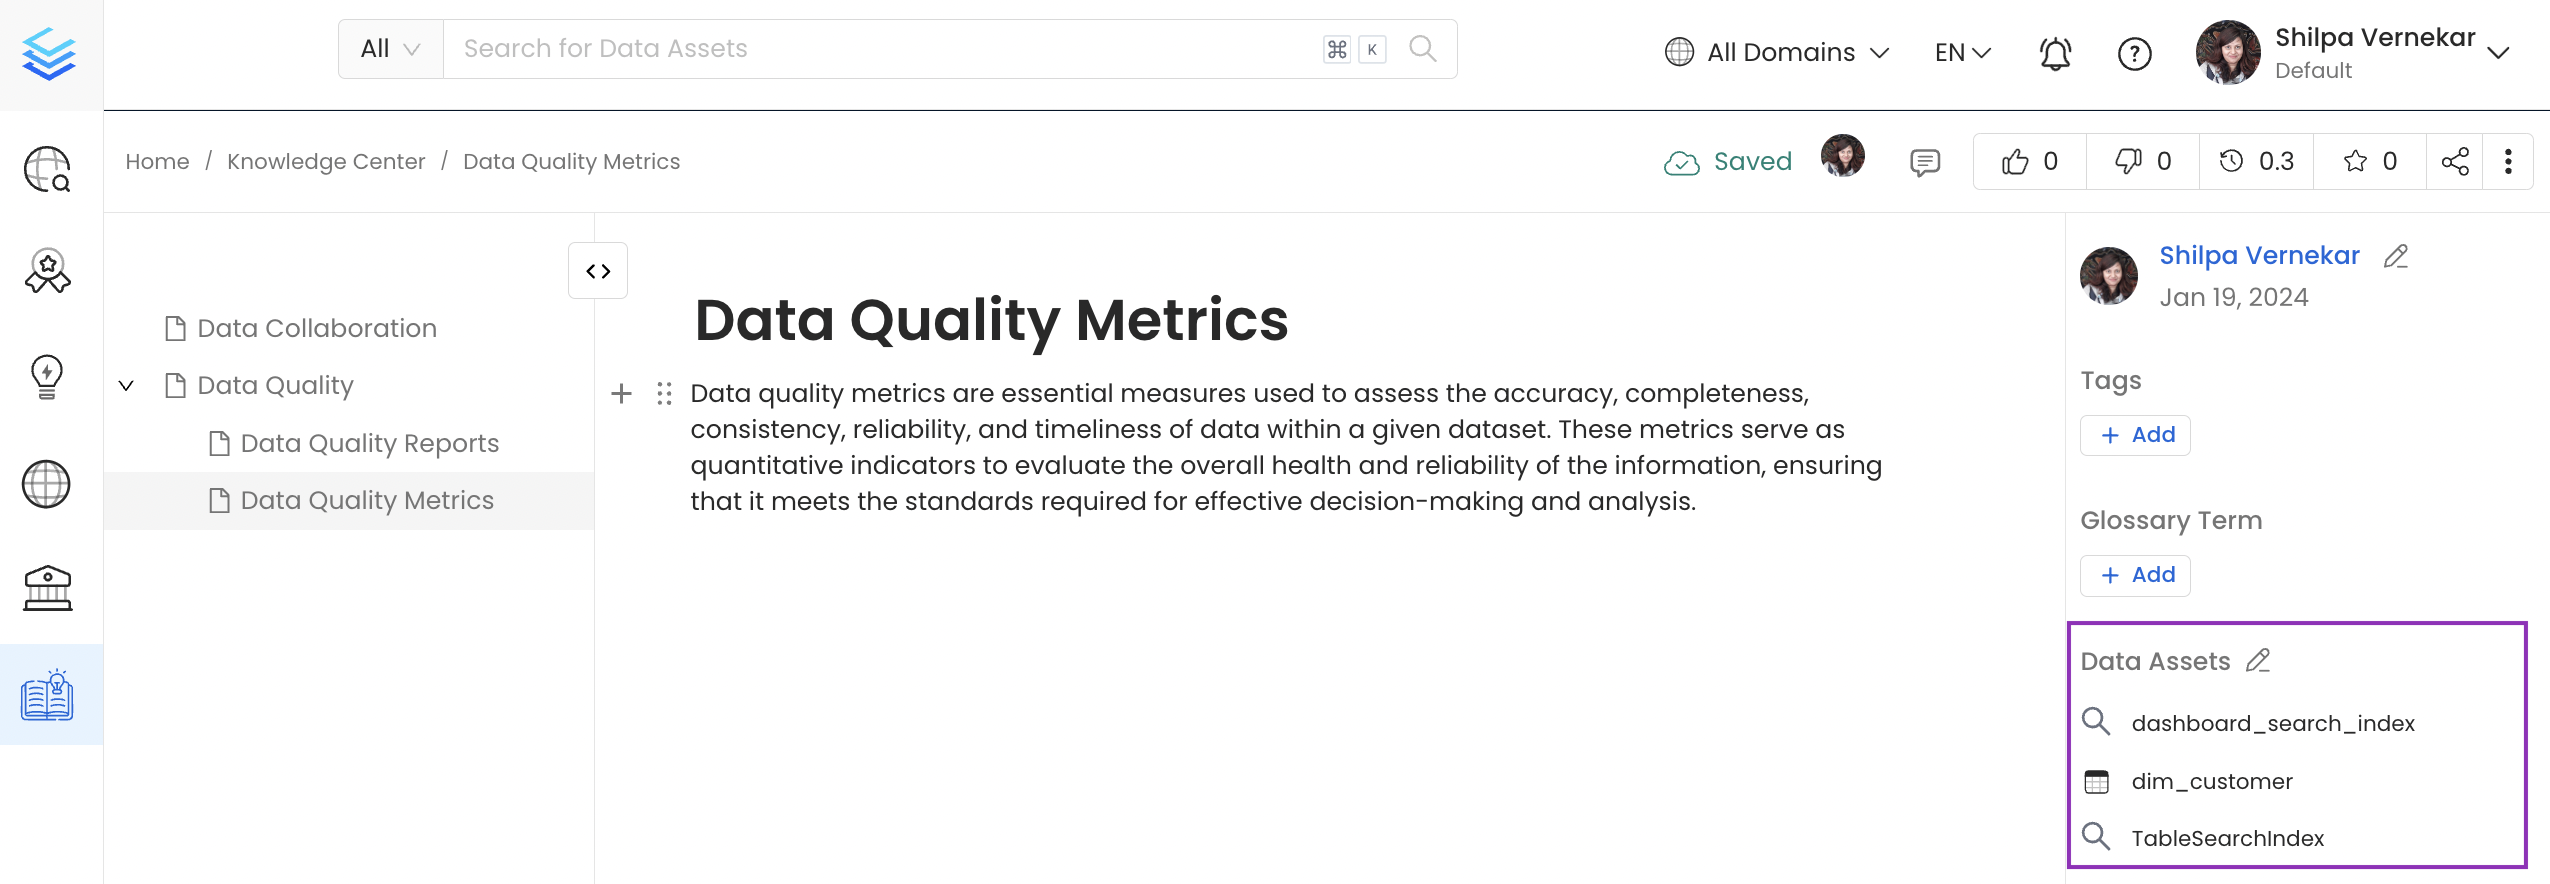 All
Search for Data Assets
⌘ K
All Domains
EN
Shilpa Vernekar
Default
Home / Knowledge Center / Data Quality Metrics
Saved
0
0
0.3
0
Data Collaboration
Data Quality
Data Quality Reports
Data Quality Metrics
Data Quality Metrics
Data quality metrics are essential measures used to assess the accuracy, completeness,
consistency, reliability, and timeliness of data within a given dataset. These metrics serve as
quantitative indicators to evaluate the overall health and reliability of the information, ensuring
that it meets the standards required for effective decision-making and analysis.
Shilpa Vernekar
Jan 19, 2024
Tags
+ Add
Glossary Term
+ Add
Data Assets
dashboard_search_index
dim_customer
TableSearchIndex